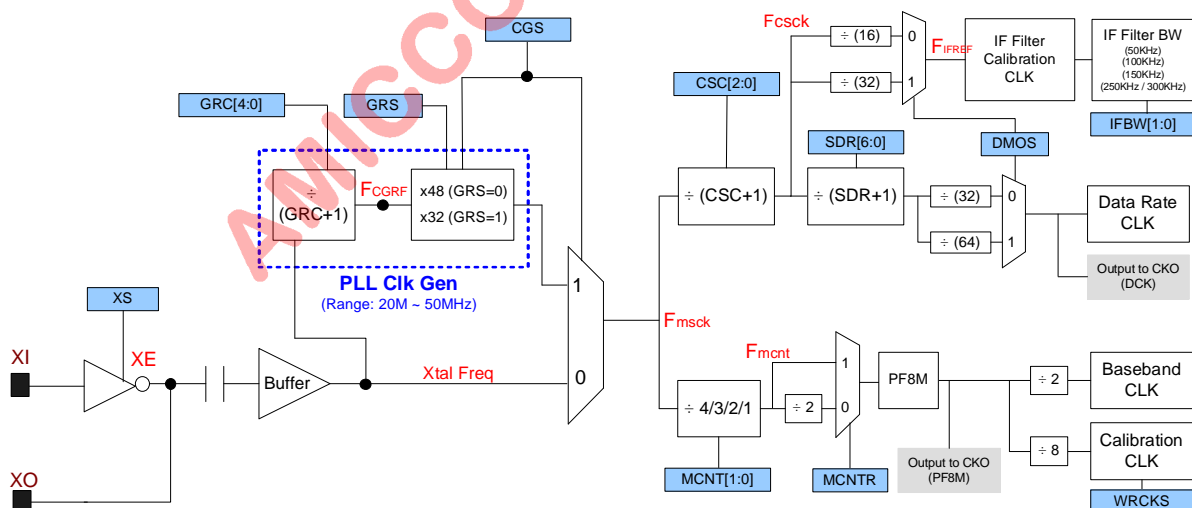 CGS
GRC[4:0]
GRS
÷
(GRC+1)
FCGRF
x48 (GRS=0)
x32 (GRS=1)
PLL Clk Gen
(Range: 20M ~ 50MHz)
XS
XI
XE
Buffer
Xtal Freq
XO
1
0
Fmsck
Fcsck
CSC[2:0]
÷ (16)
÷ (32)
0
1
FIFREF
IF Filter
Calibration
CLK
IF Filter BW
(50KHz)
(100KHz)
(150KHz)
(250KHz / 300KHz)
IFBW[1:0]
SDR[6:0]
DMOS
÷ (CSC+1)
÷ (SDR+1)
÷ (32)
÷ (64)
0
1
Data Rate
CLK
Output to CKO
(DCK)
Fmcnt
÷ 4/3/2/1
÷ 2
1
0
PF8M
÷ 2
Baseband
CLK
÷ 8
Calibration
CLK
Output to CKO
(PF8M)
MCNT[1:0]
MCNTR
WRCKS
AMICCO